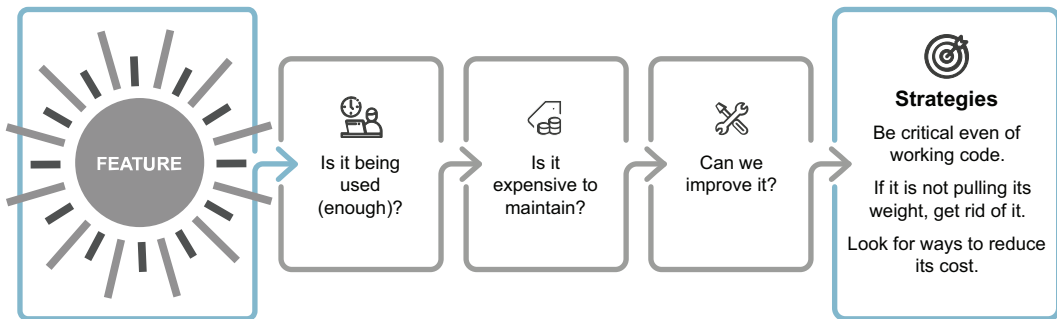 FEATURE
Is it being
used
(enough)?
Is it
expensive to
maintain?
Can we
improve it?
Strategies
Be critical even of
working code.
If it is not pulling its
weight, get rid of it.
Look for ways to reduce
its cost.